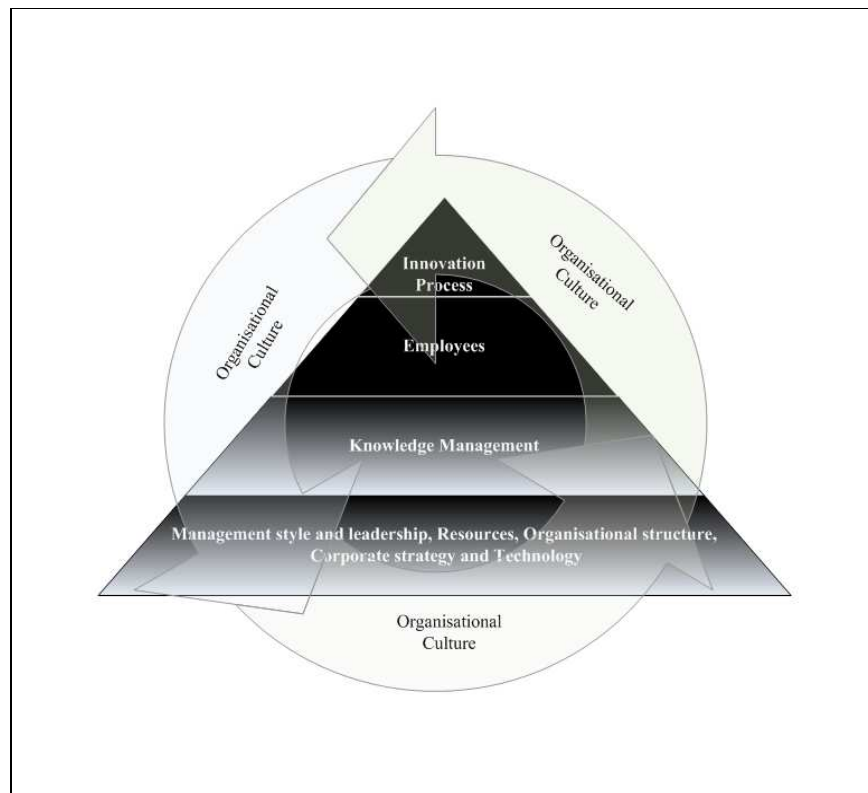 Innovation
Process
Employees
Knowledge Management
Management style and leadership, Resources, Organisational structure,
Corporate strategy and Technology
Organisational
Culture
Organisational
Culture
Organisational
Culture